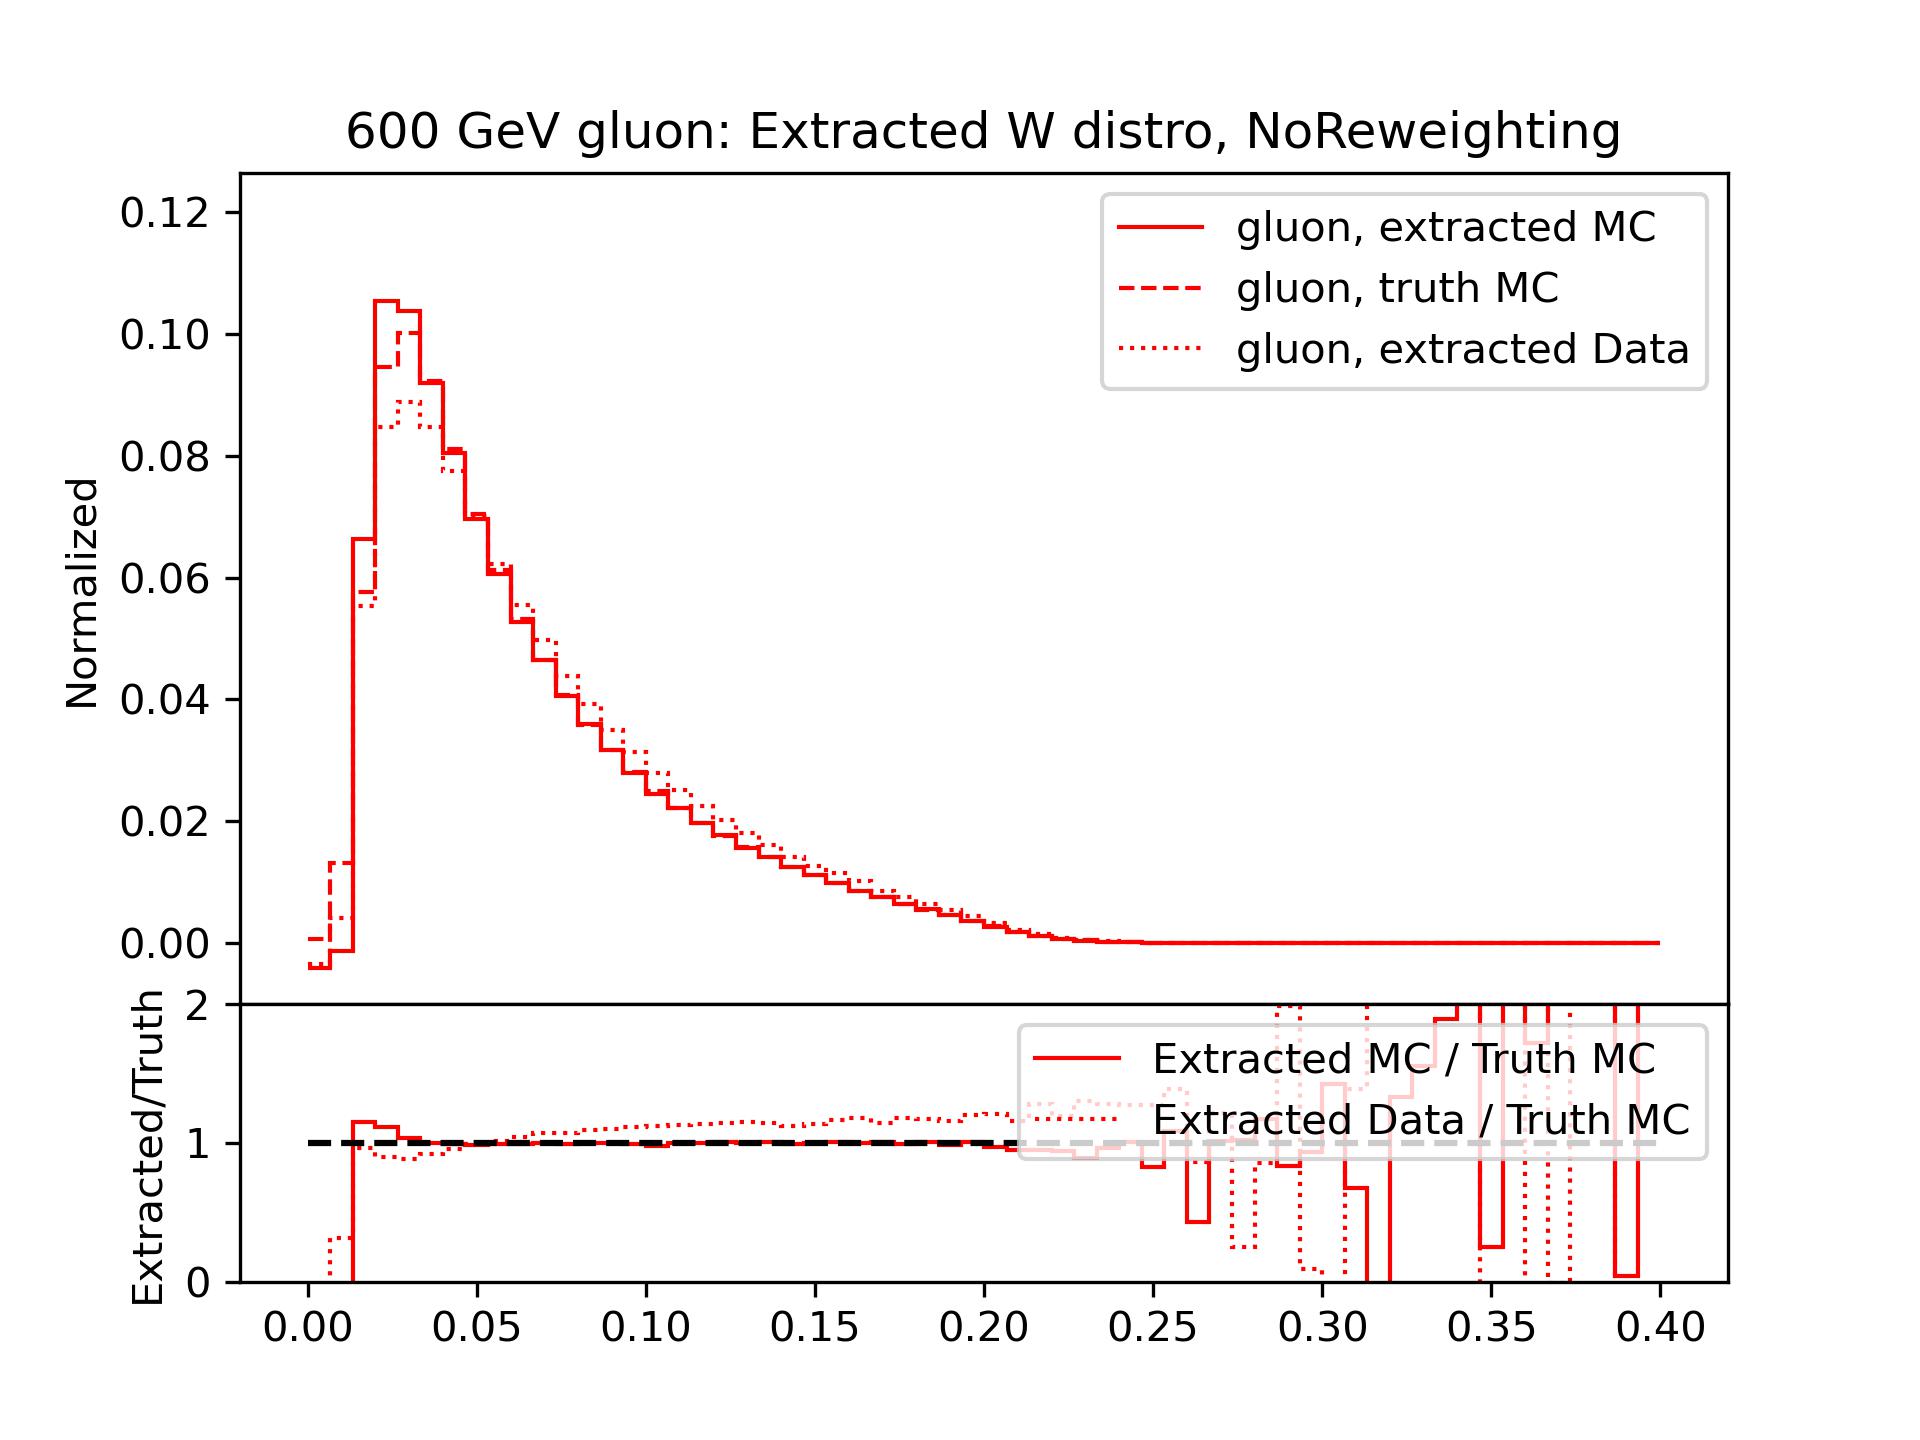 600 GeV gluon: Extracted W distro, NoReweighting
0.12
0.10
0.08
0.06
0.04
0.02
0.00
Normalized
gluon, extracted MC
gluon, truth MC
gluon, extracted Data
2
1
0
Extracted/Truth
Extracted MC / Truth MC
Extracted Data / Truth MC
0.00 0.05 0.10 0.15 0.20 0.25 0.30 0.35 0.40